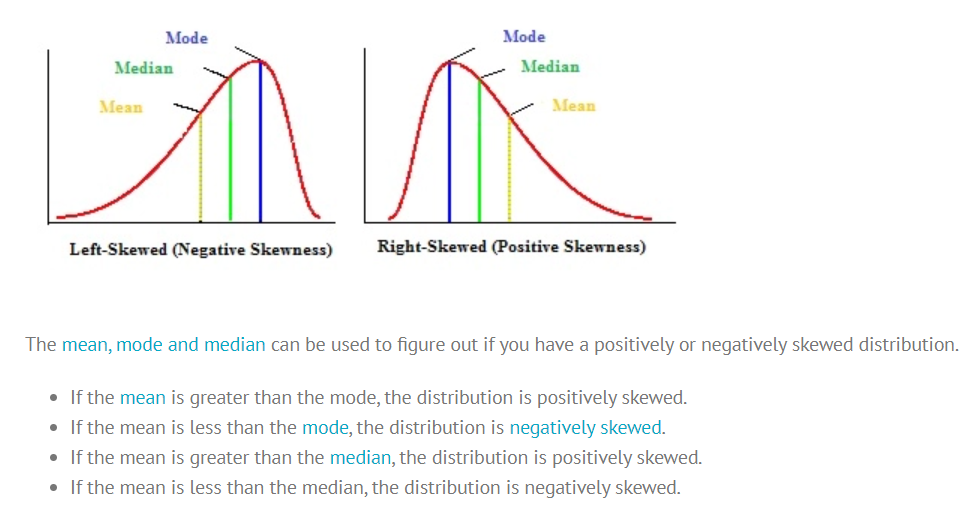 Mode
Median
Mean
Left-Skewed (Negative Skewness)
Mode
Median
Mean
Right-Skewed (Positive Skewness)
The mean, mode and median can be used to figure out if you have a positively or negatively skewed distribution.
• If the mean is greater than the mode, the distribution is positively skewed.
• If the mean is less than the mode, the distribution is negatively skewed.
• If the mean is greater than the median, the distribution is positively skewed.
• If the mean is less than the median, the distribution is negatively skewed.